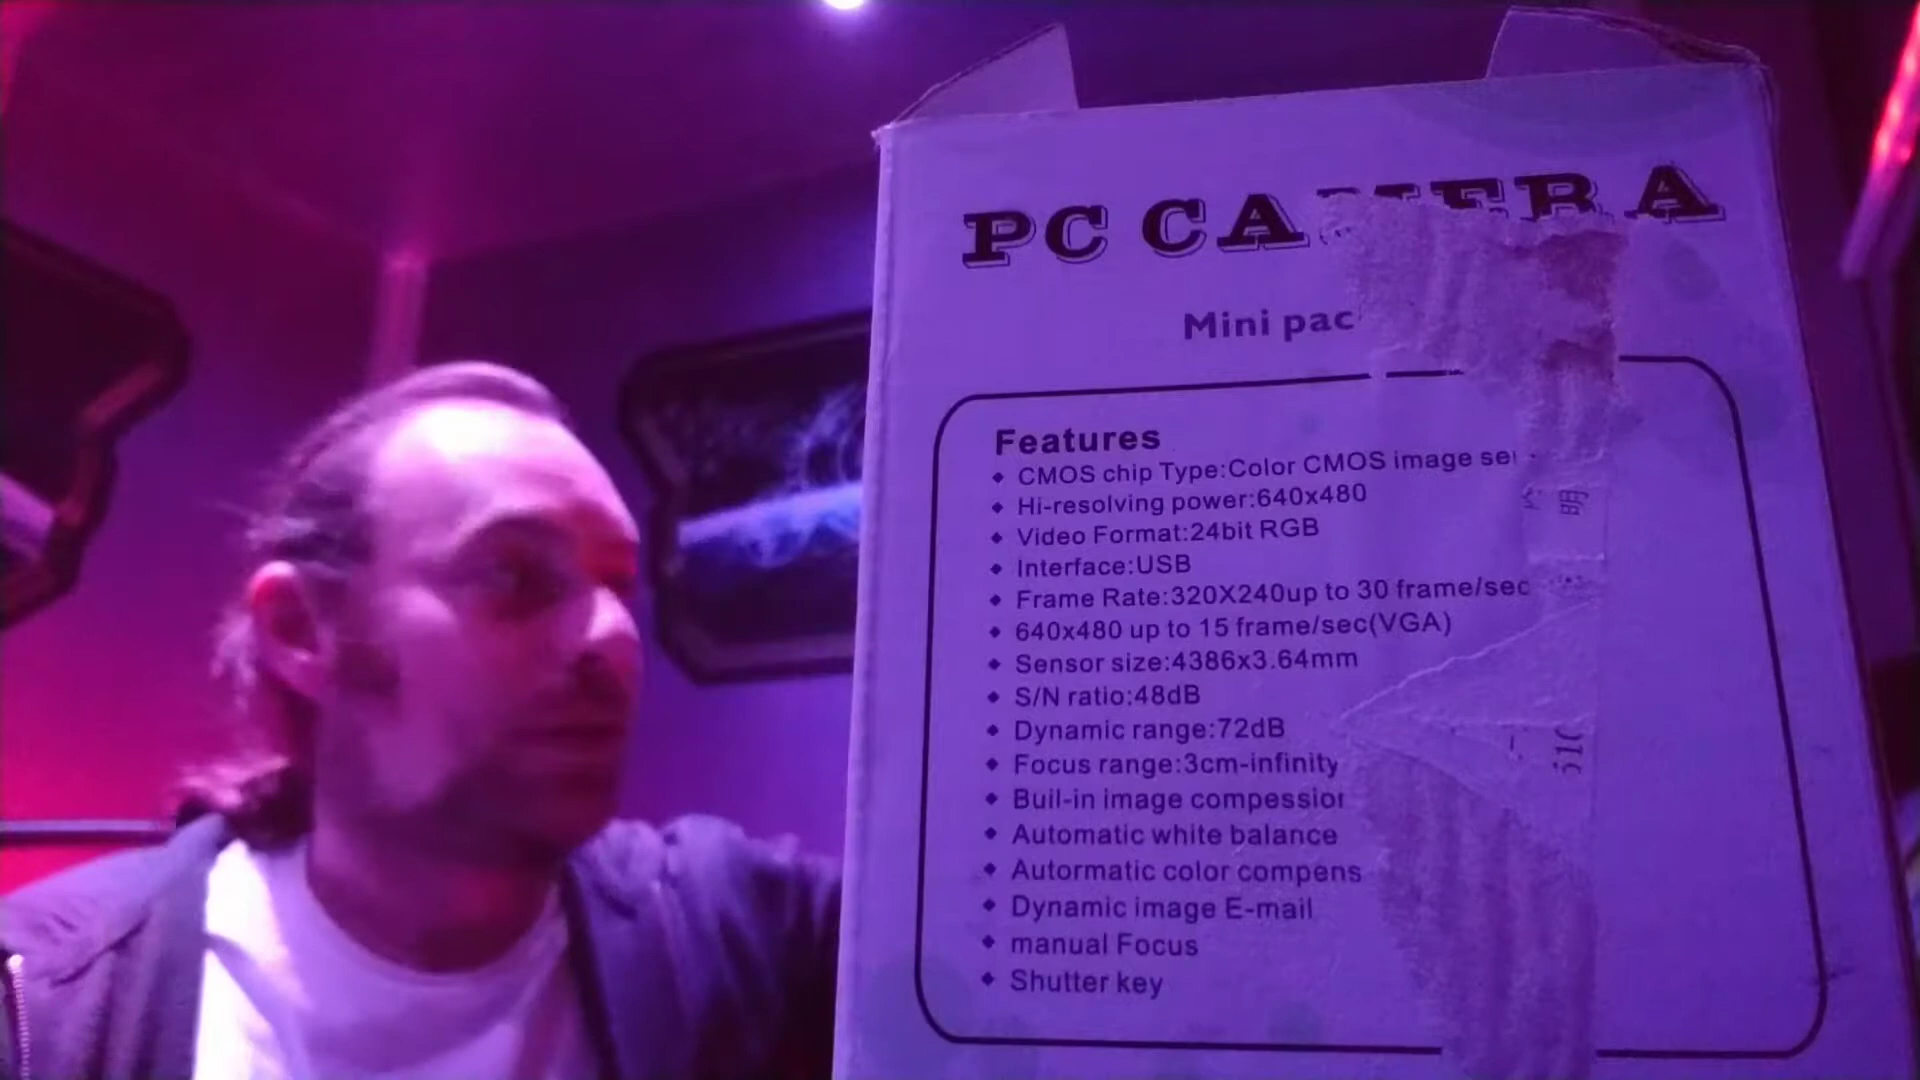 PC CAMERA
Mini pac
Features
CMOS chip Type:Color CMOS image se
Hi-resolving power:640x480
Video Format:24bit RGB
Interface:USB
Frame Rate:320X240up to 30 frame/sec
640x480 up to 15 frame/sec(VGA)
Sensor size:4386x3.64mm
S/N ratio:48dB
Dynamic range:72dB
Focus range:3cm-infinity
Buil-in image compession
Automatic white balance
Autormatic color compens
Dynamic image E-mail
manual Focus
Shutter key
明